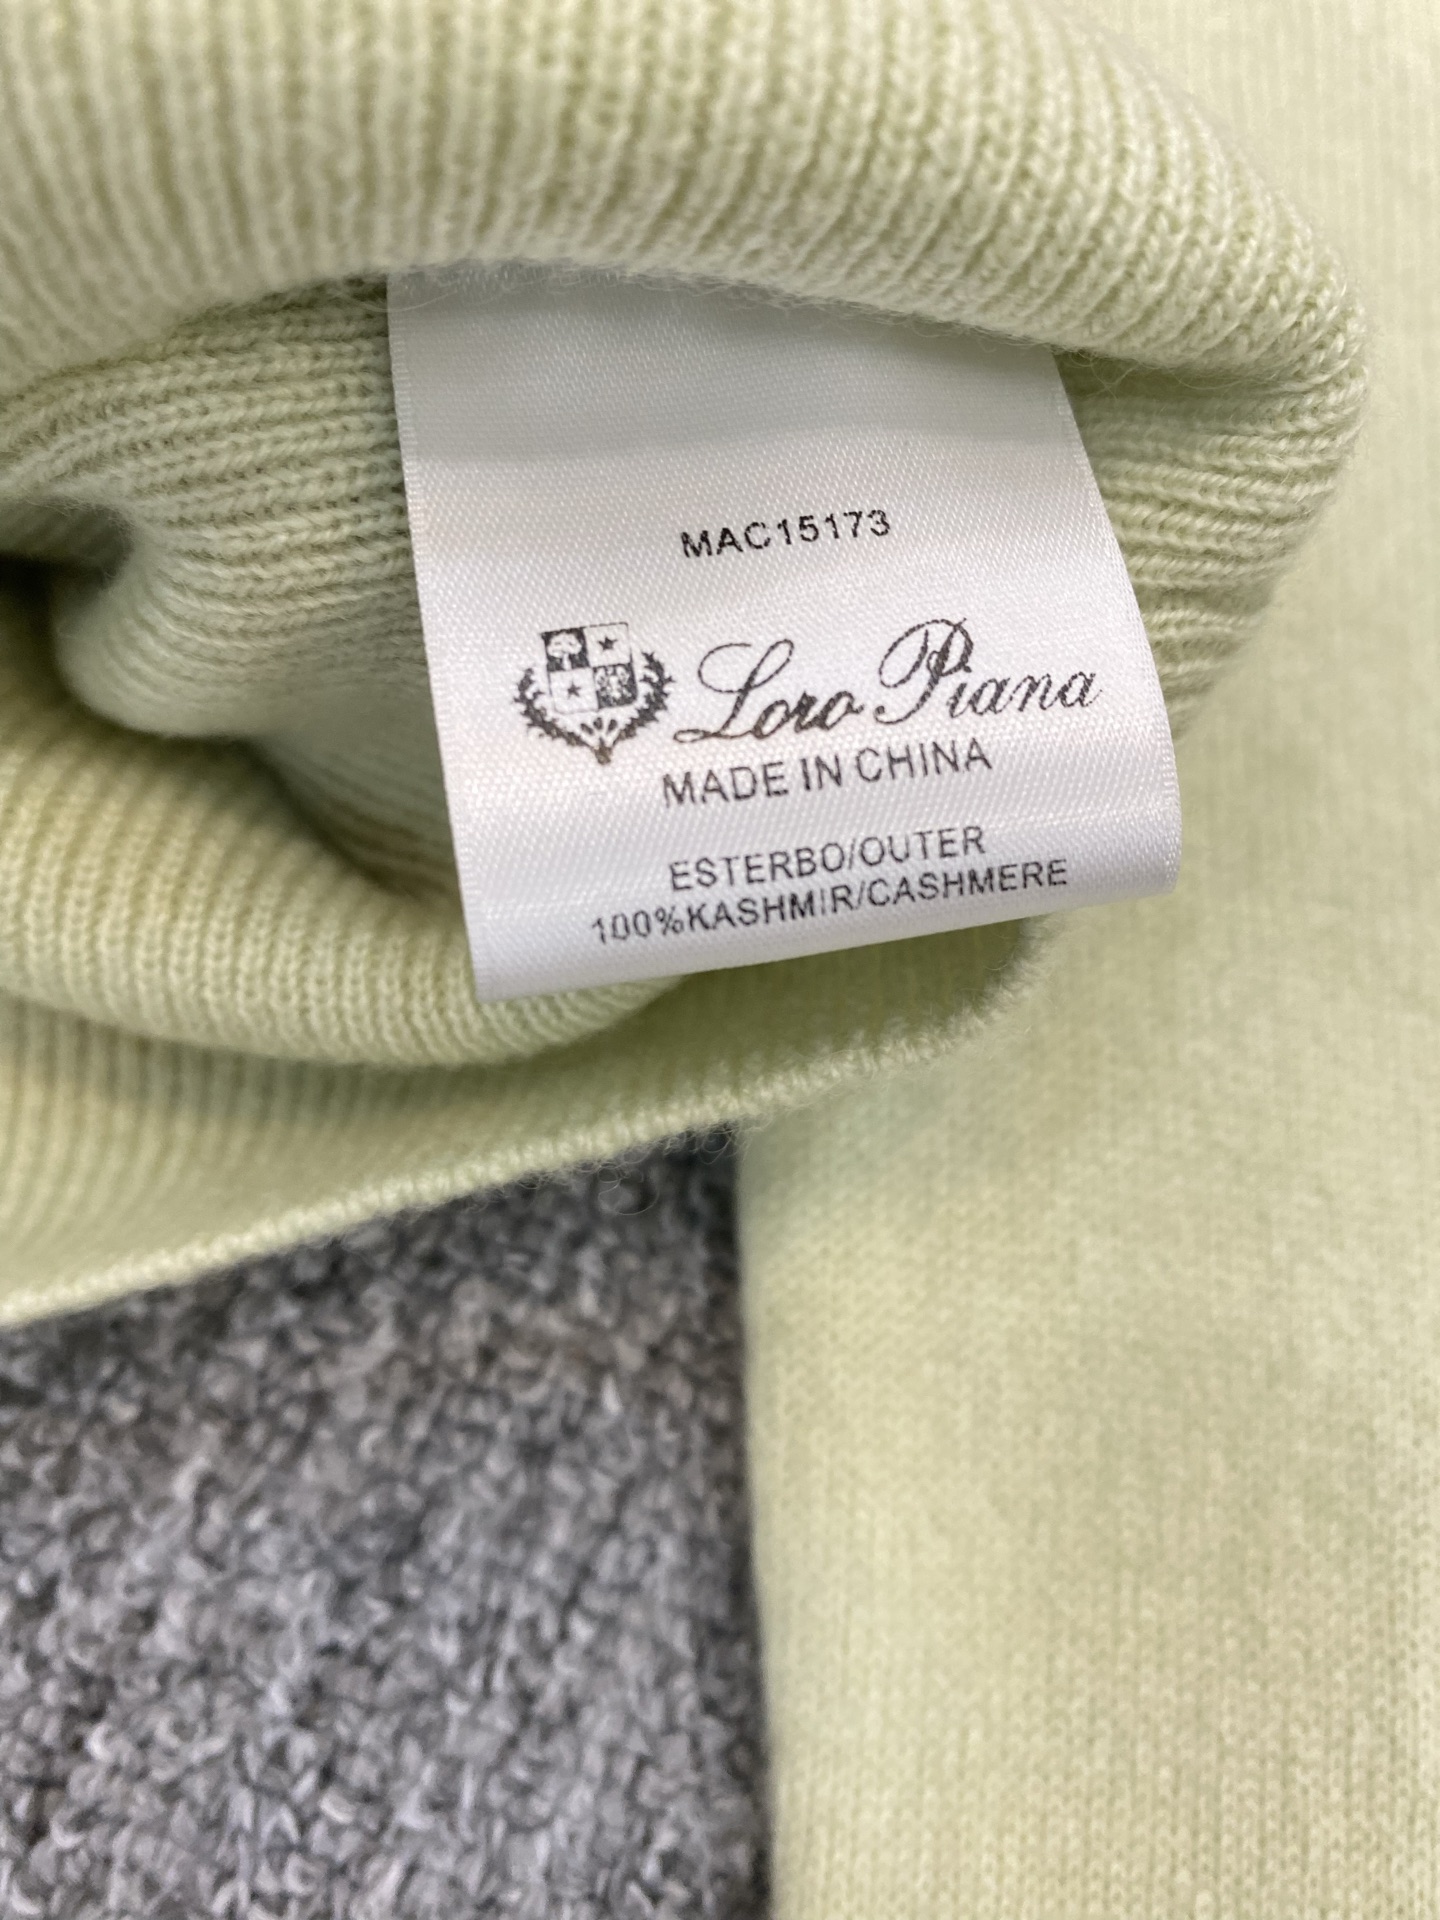 MAC15173
Loro Piana
MADE IN CHINA
ESTERBO/OUTER
100%KASHMIR/CASHMERE